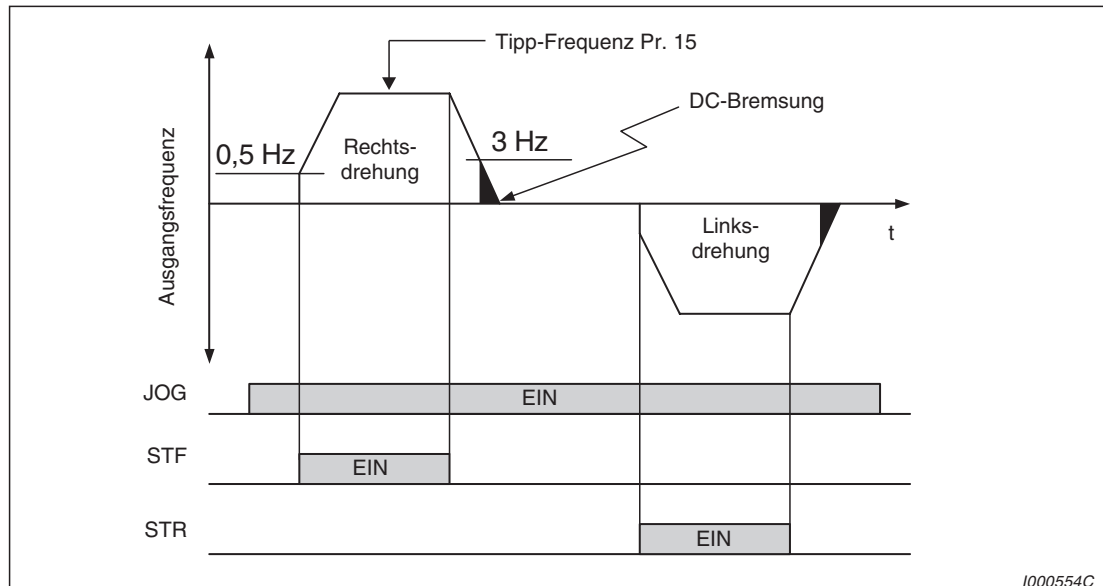 Tipp-Frequenz Pr. 15
DC-Bremsung
Ausgangsfrequenz
0,5 Hz
Rechts-
drehung
3 Hz
Links-
drehung
t
JOG
EIN
STF
EIN
STR
EIN
I000554C